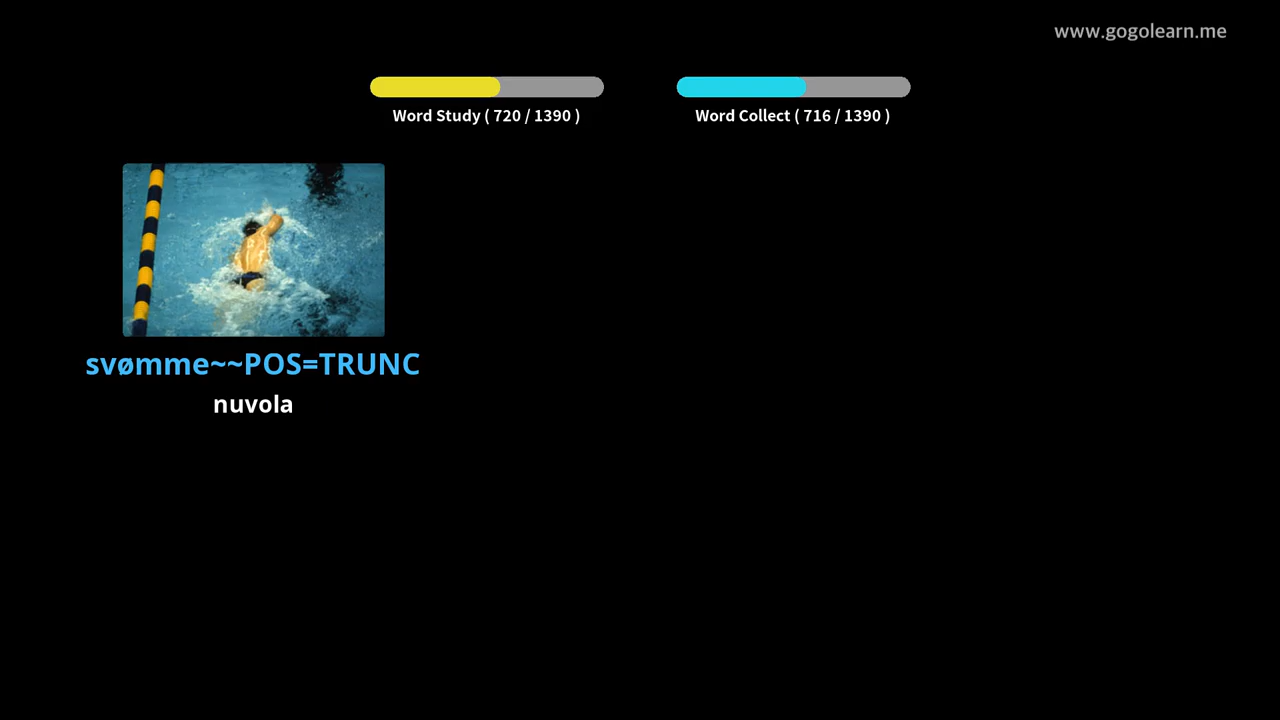 www.gogolearn.me
Word Study ( 720 / 1390 )
Word Collect ( 716 / 1390 )
svømme~~POS=TRUNC
nuvola